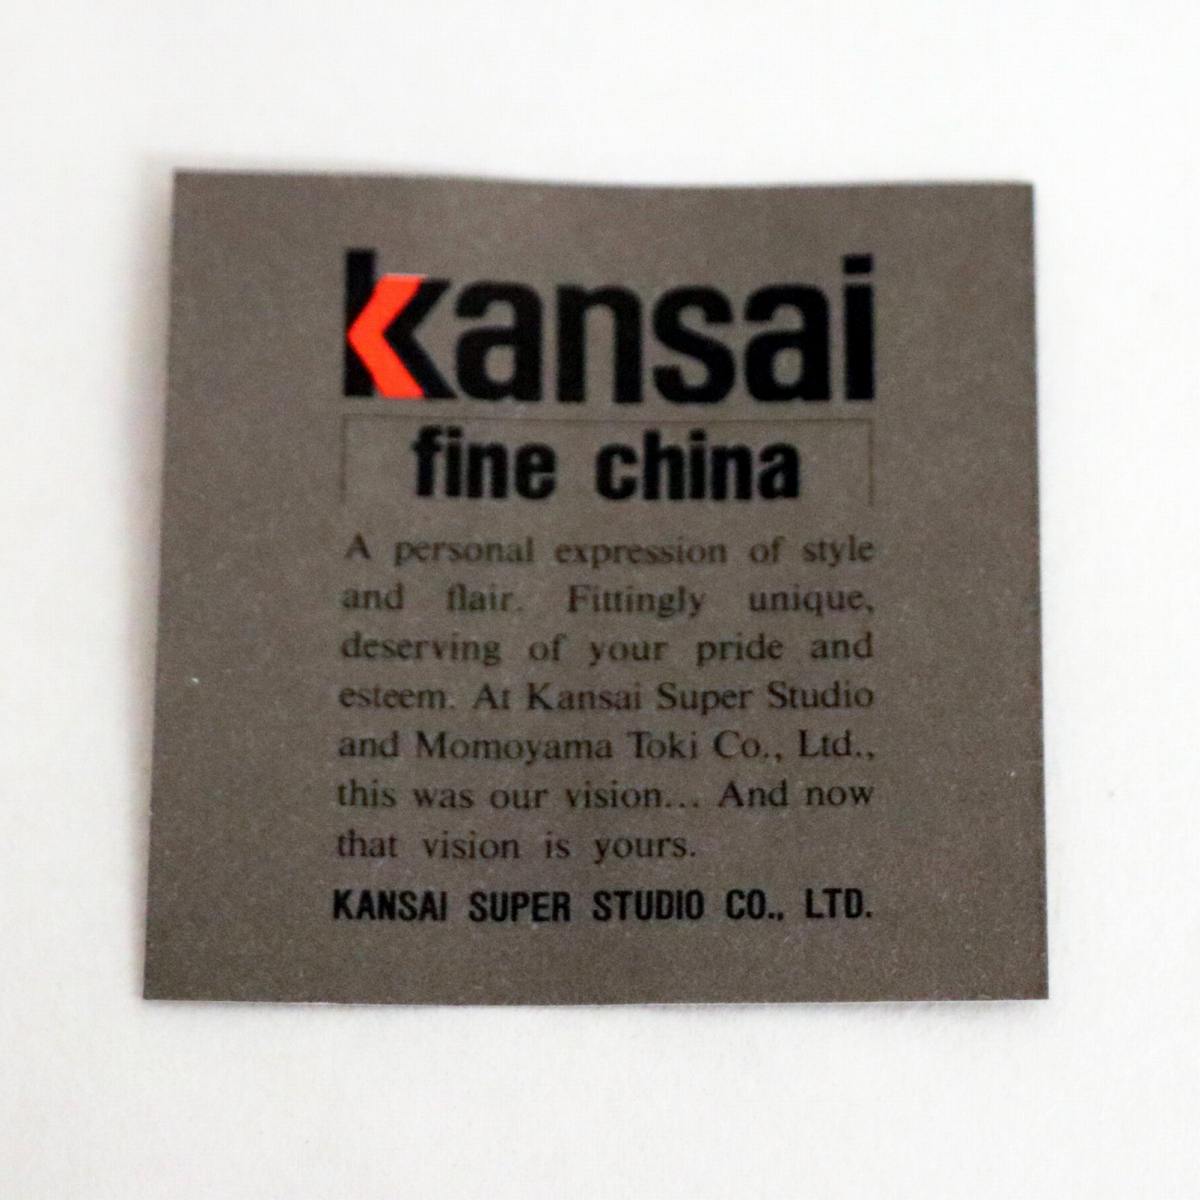 kansai
fine china
A personal expression of style
and flair. Fittingly unique,
deserving of your pride and
esteem. At Kansai Super Studio
and Momoyama Toki Co., Ltd.,
this was our vision... And now
that vision is yours.
KANSAI SUPER STUDIO CO., LTD.